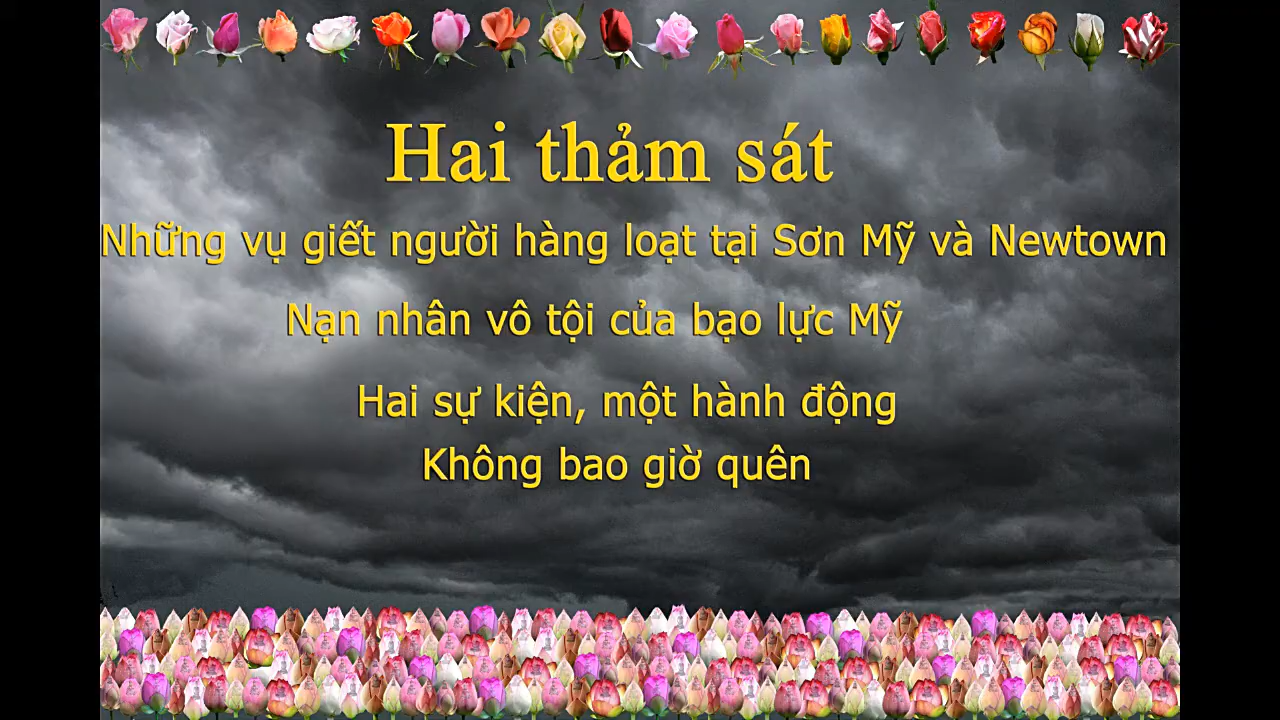 Hai thảm sát
Những vụ giết người hàng loạt tại Sơn Mỹ và Newtown
Nạn nhân vô tội của bạo lực Mỹ
Hai sự kiện, một hành động
Không bao giờ quên